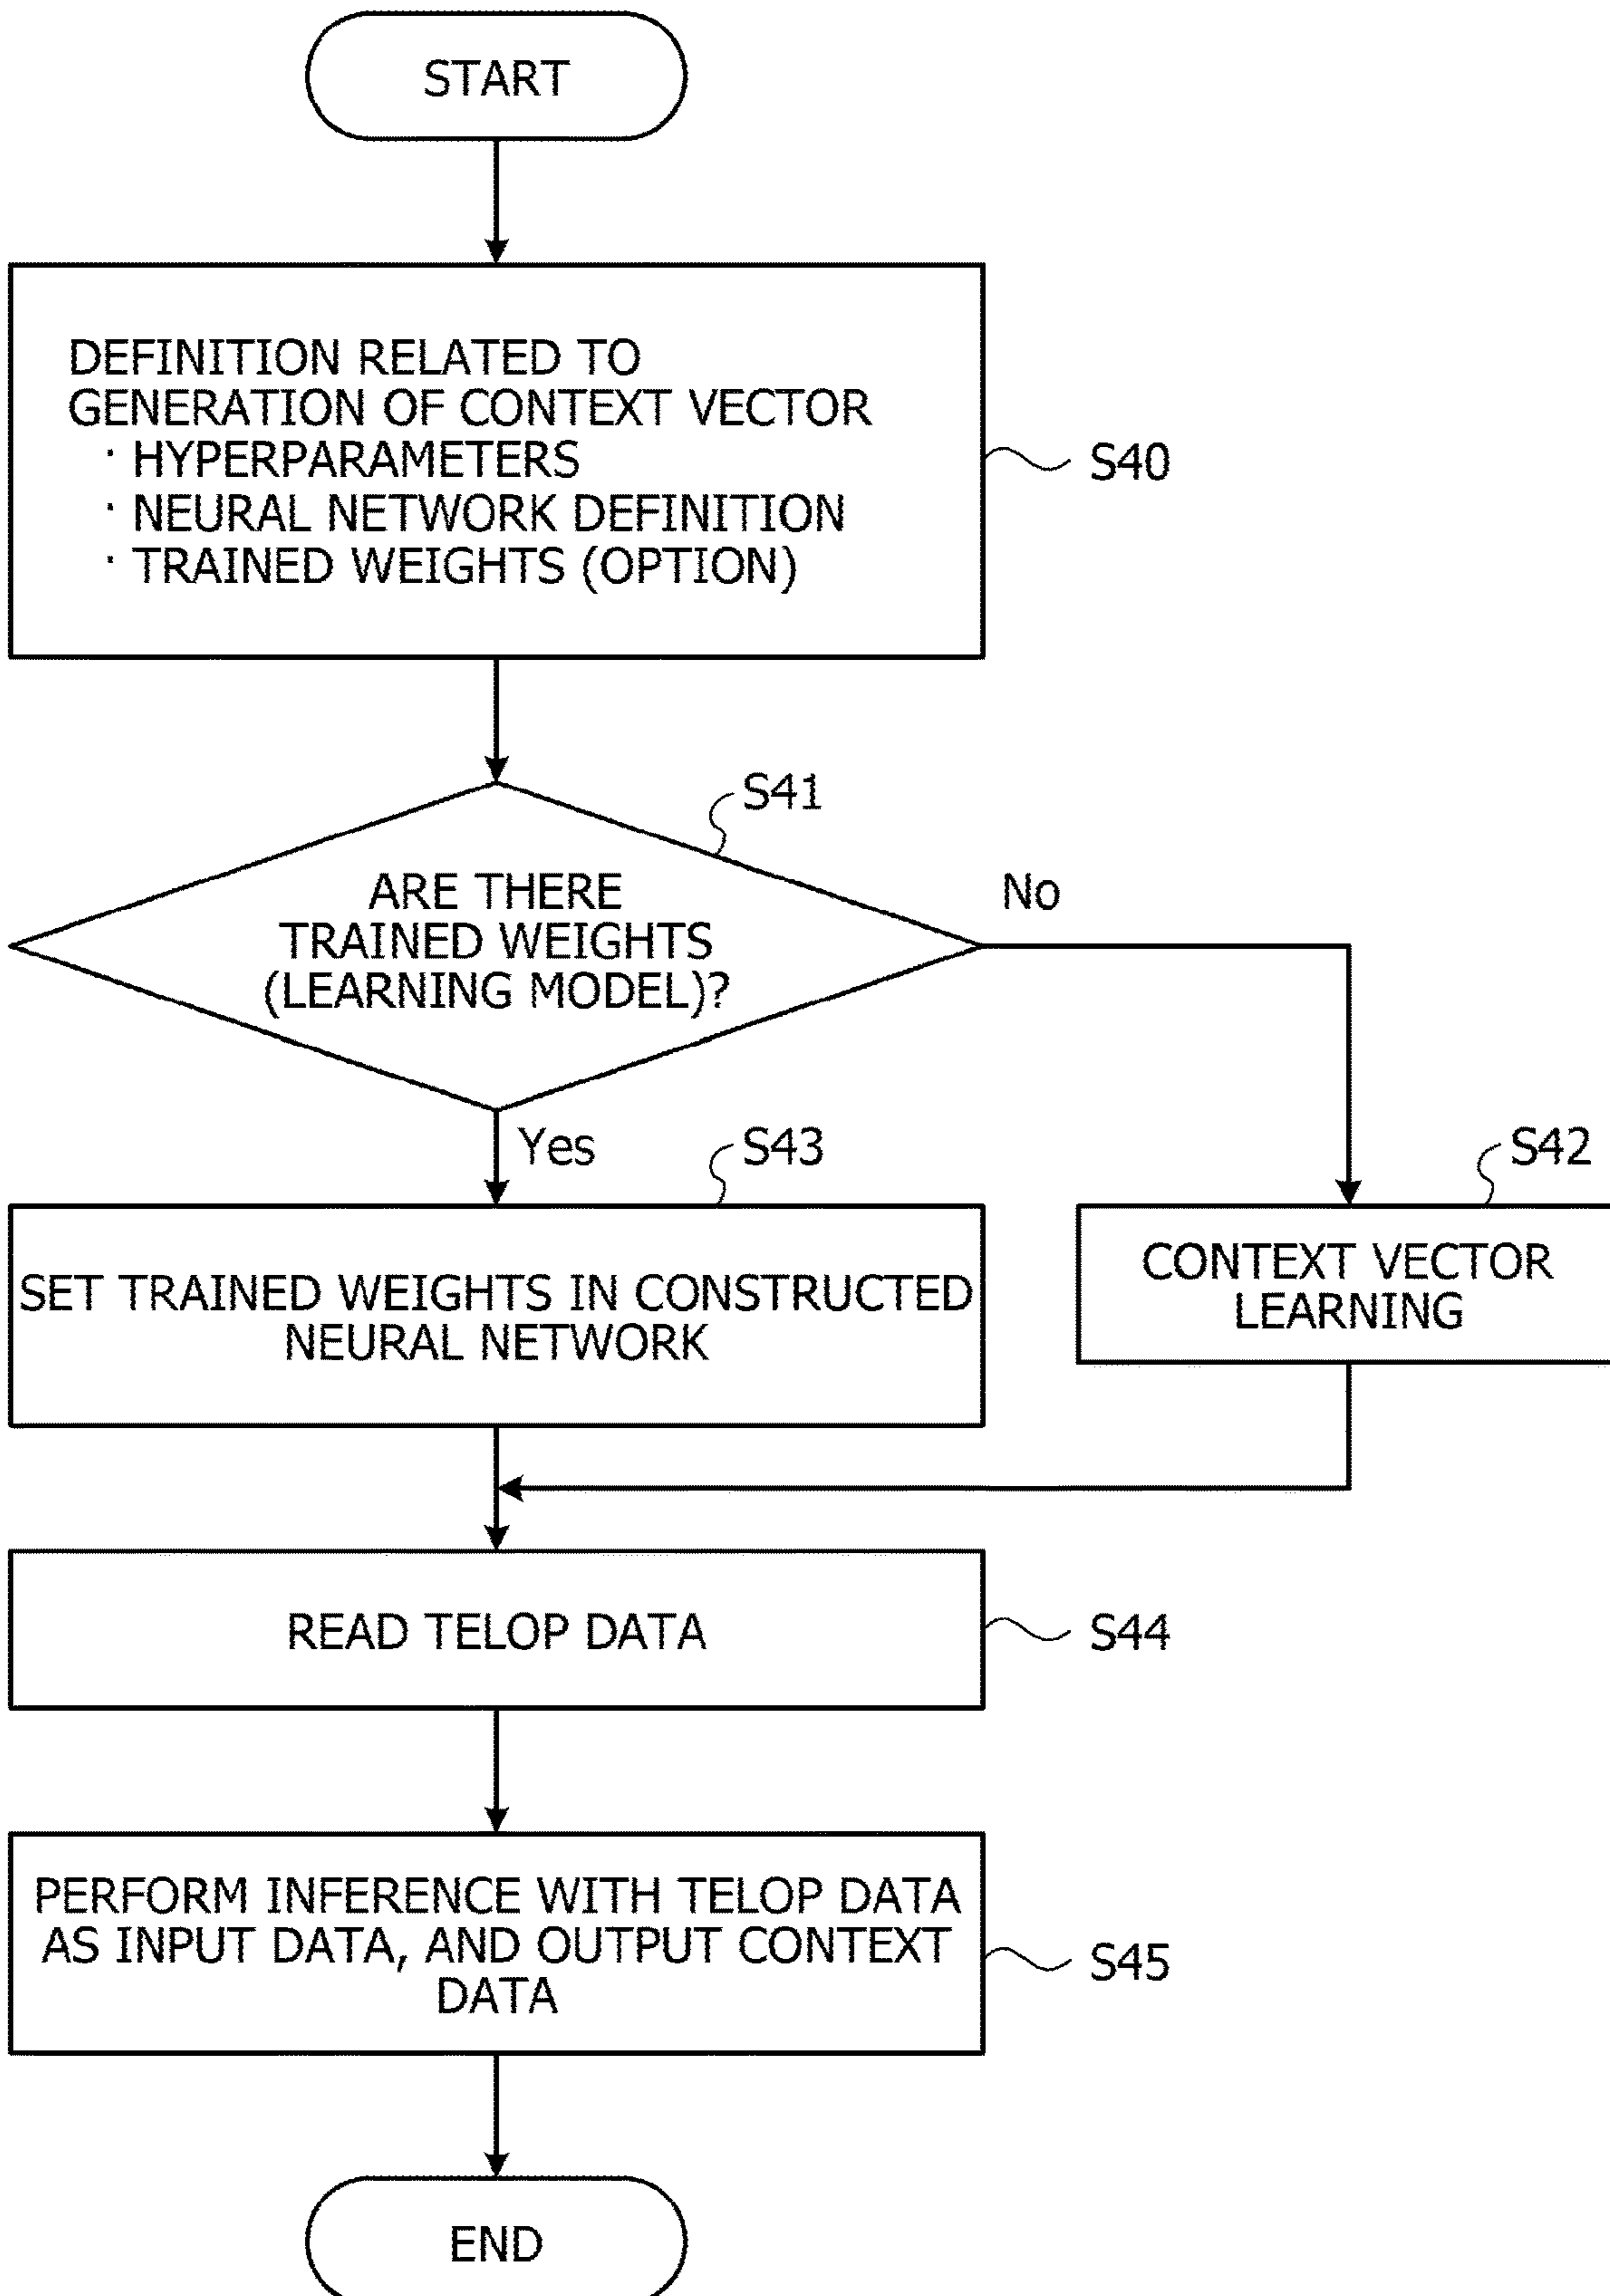 START
DEFINITION RELATED TO
GENERATION OF CONTEXT VECTOR
· HYPERPARAMETERS
· NEURAL NETWORK DEFINITION
· TRAINED WEIGHTS (OPTION)
S40
S41
ARE THERE
TRAINED WEIGHTS
(LEARNING MODEL)?
No
Yes
S43
S42
SET TRAINED WEIGHTS IN CONSTRUCTED
NEURAL NETWORK
CONTEXT VECTOR
LEARNING
READ TELOP DATA
S44
PERFORM INFERENCE WITH TELOP DATA
AS INPUT DATA, AND OUTPUT CONTEXT
DATA
S45
END